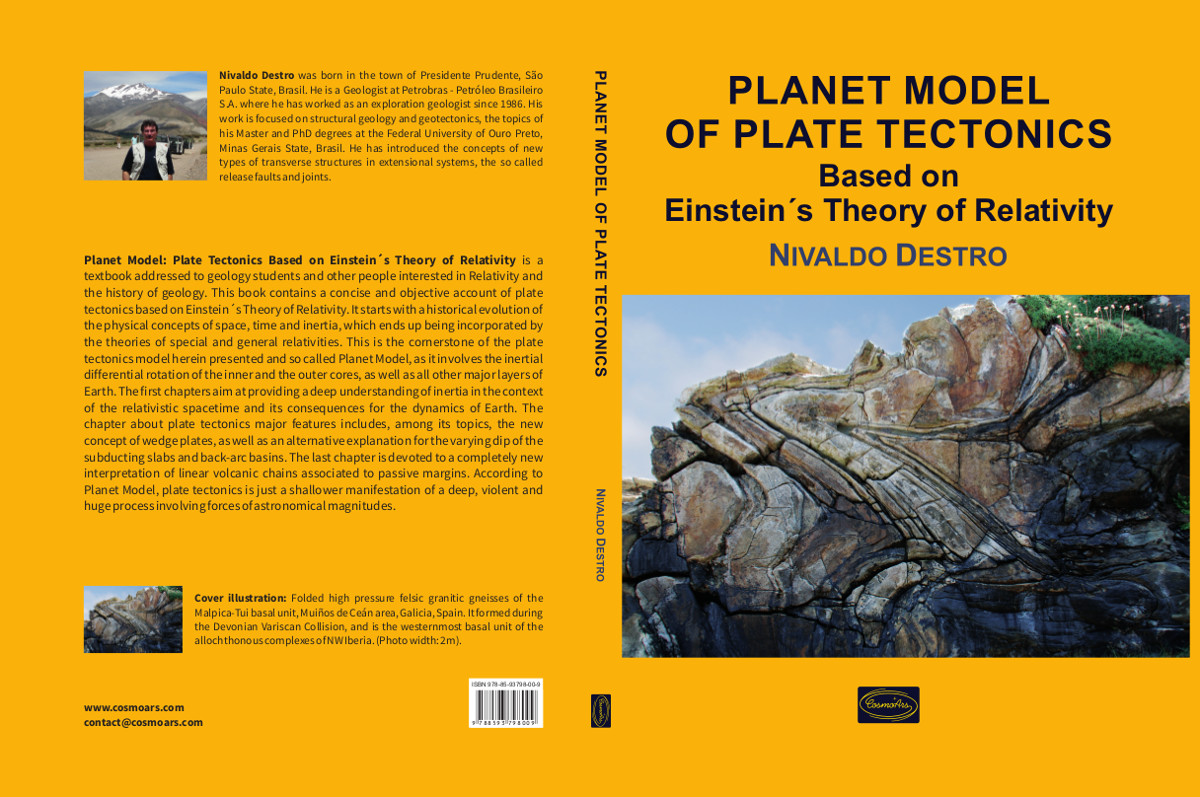 Nivaldo Destro was born in the town of Presidente Prudente, São
Paulo State, Brasil. He is a Geologist at Petrobras - Petróleo Brasileiro
S.A. where he has worked as an exploration geologist since 1986. His
work is focused on structural geology and geotectonics, the topics of
his Master and PhD degrees at the Federal University of Ouro Preto,
Minas Gerais State, Brasil. He has introduced the concepts of new
types of transverse structures in extensional systems, the so called
release faults and joints.
Planet Model: Plate Tectonics Based on Einstein´s Theory of Relativity is a
textbook addressed to geology students and other people interested in Relativity and
the history of geology. This book contains a concise and objective account of plate
tectonics based on Einstein´s Theory of Relativity. It starts with a historical evolution of
the physical concepts of space, time and inertia, which ends up being incorporated by
the theories of special and general relativities. This is the cornerstone of the plate
tectonics model herein presented and so called Planet Model, as it involves the inertial
differential rotation of the inner and the outer cores, as well as all other major layers of
Earth. The first chapters aim at providing a deep understanding of inertia in the context
of the relativistic spacetime and its consequences for the dynamics of Earth. The
chapter about plate tectonics major features includes, among its topics, the new
concept of wedge plates, as well as an alternative explanation for the varying dip of the
subducting slabs and back-arc basins. The last chapter is devoted to a completely new
interpretation of linear volcanic chains associated to passive margins. According to
Planet Model, plate tectonics is just a shallower manifestation of a deep, violent and
huge process involving forces of astronomical magnitudes.
Cover illustration: Folded high pressure felsic granitic gneisses of the
Malpica-Tui basal unit, Muiños de Ceán area, Galicia, Spain. It formed during
the Devonian Variscan Collision, and is the westernmost basal unit of the
allochthonous complexes of NW Iberia. (Photo width: 2m).
www.cosmoars.com
contact@cosmoars.com
ISBN 978-85-93798-00-9
9 788593 798009
PLANET MODEL OF PLATE TECTONICS
NIVALDO DESTRO
CosmoArs
PLANET MODEL
OF PLATE TECTONICS
Based on
Einstein´s Theory of Relativity
NIVALDO DESTRO
CosmoArs